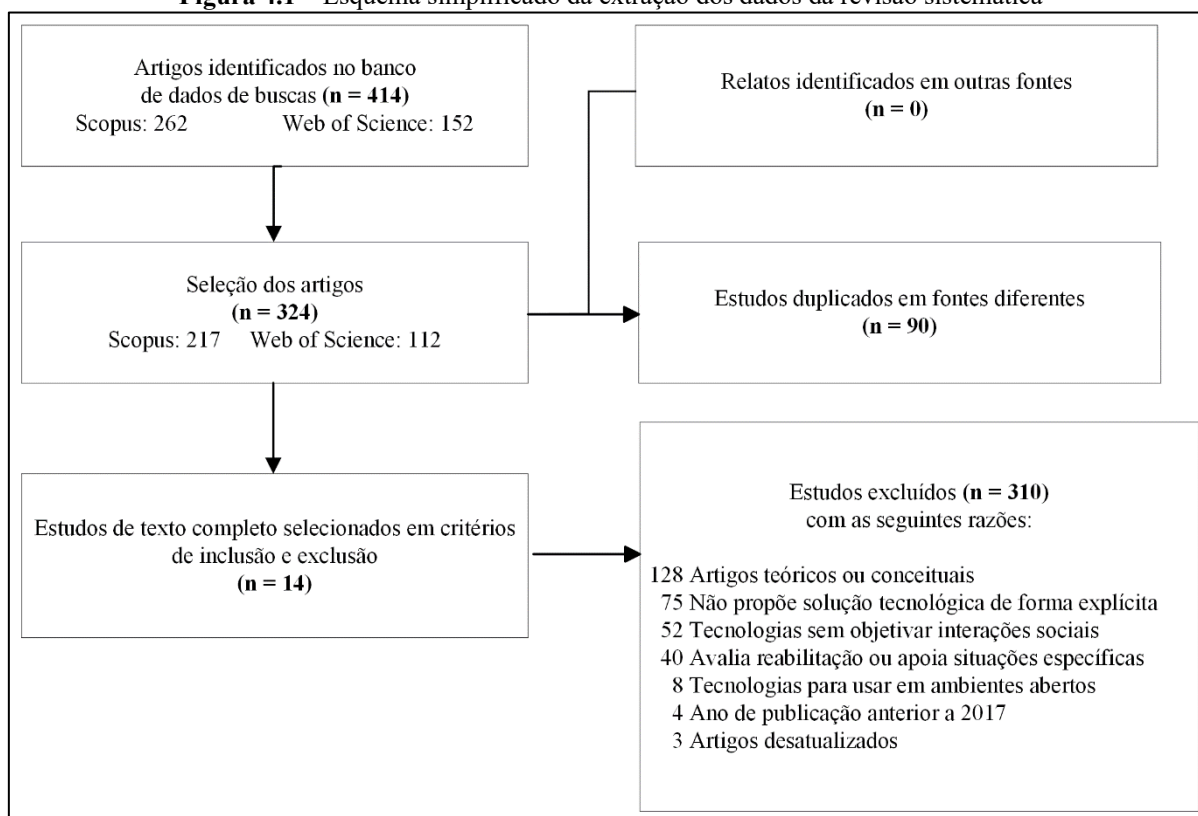 Figura 4.1 – Esquema simplificado da extração dos dados da revisão sistemática
Artigos identificados no banco
de dados de buscas (n = 414)
Scopus: 262 Web of Science: 152
Relatos identificados em outras fontes
(n = 0)
Seleção dos artigos
(n = 324)
Scopus: 217 Web of Science: 112
Estudos duplicados em fontes diferentes
(n = 90)
Estudos de texto completo selecionados em critérios
de inclusão e exclusão
(n = 14)
Estudos excluídos (n = 310)
com as seguintes razões:
128 Artigos teóricos ou conceituais
75 Não propõe solução tecnológica de forma explícita
52 Tecnologias sem objetivar interações sociais
40 Avalia reabilitação ou apoia situações específicas
8 Tecnologias para usar em ambientes abertos
4 Ano de publicação anterior a 2017
3 Artigos desatualizados